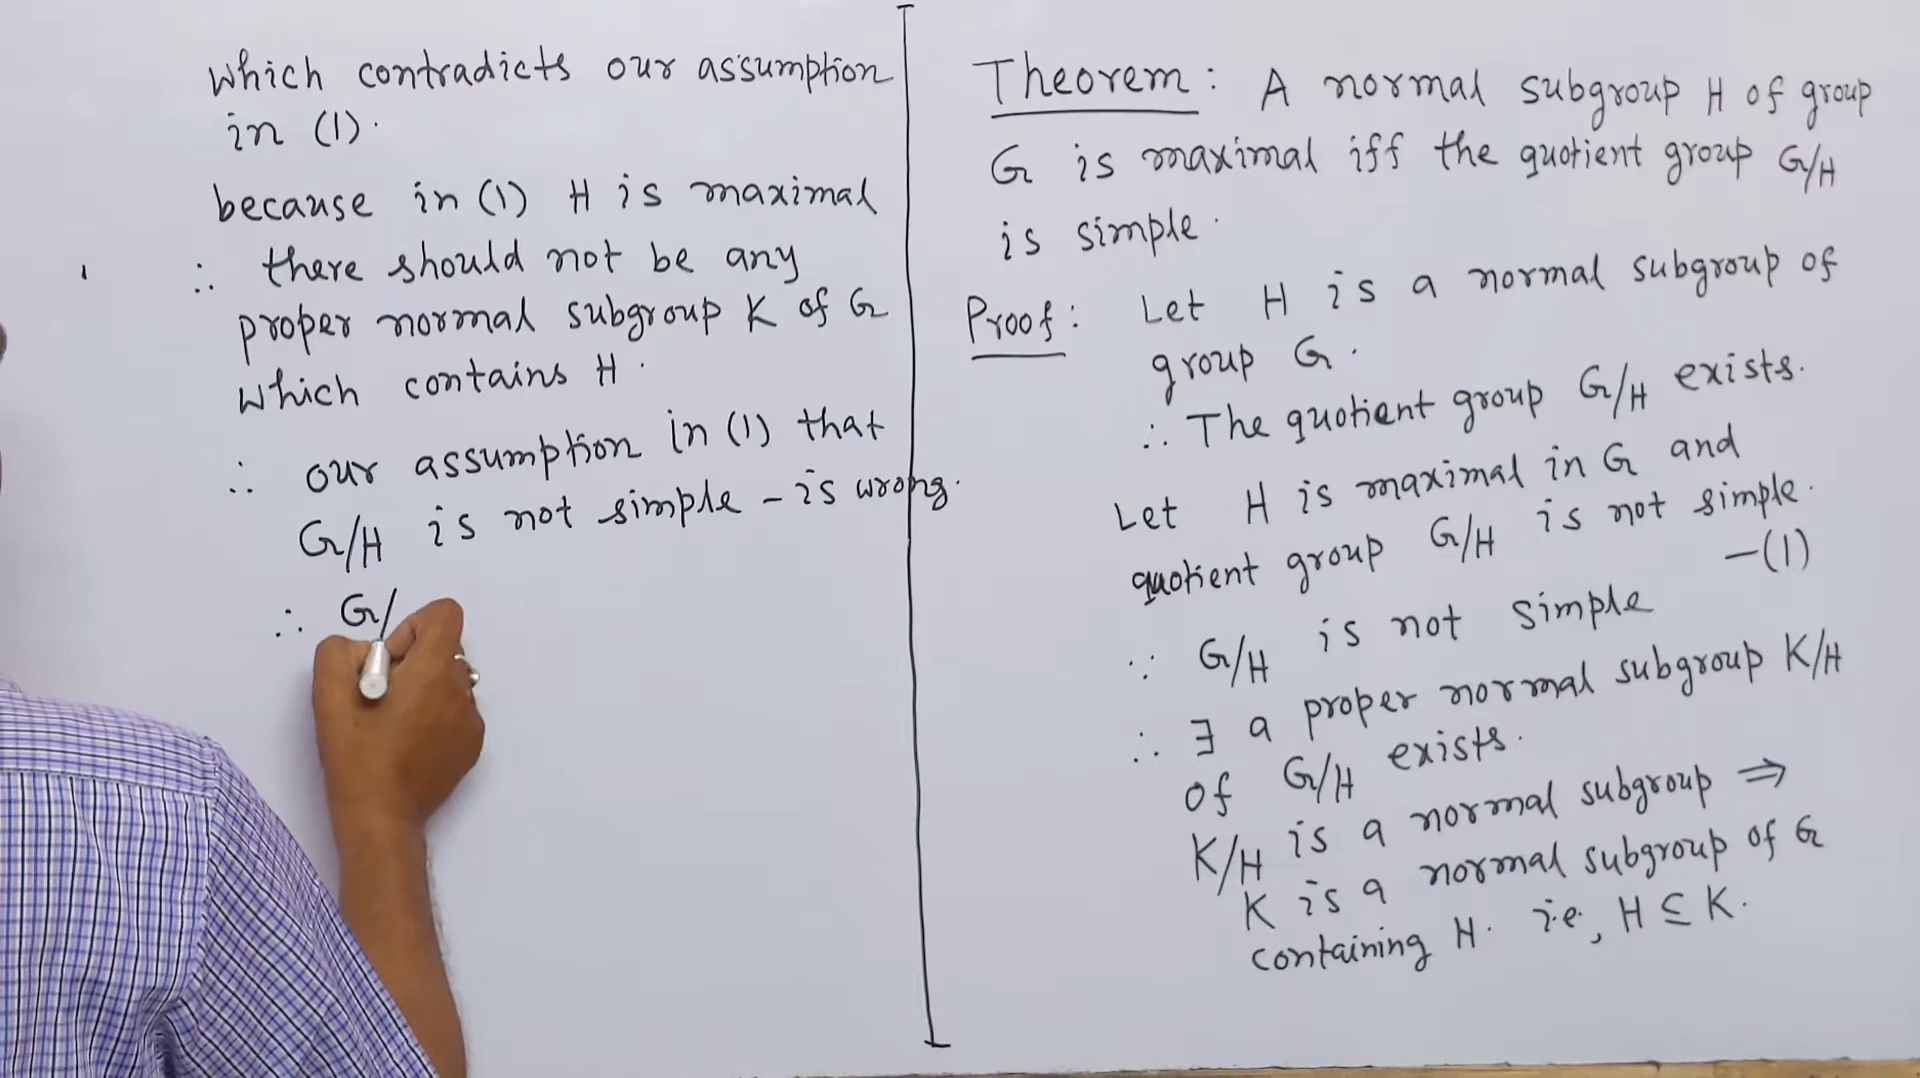 Theorem: A normal subgroup H of group
G is maximal iff the quotient group G/H
is simple.
Proof: Let H is a normal subgroup of
group G.
∴ The quotient group G/H exists.
Let H is maximal in G and
quotient group G/H is not simple.
—(1)
∵ G/H is not simple
∴ ∃ a proper normal subgroup K/H
of G/H exists.
K/H is a normal subgroup ⇒
K is a normal subgroup of G
containing H. i.e, H ⊆ K.
which contradicts our assumption
in (1).
because in (1) H is maximal
∴ there should not be any
proper normal subgroup K of G
which contains H.
∴ our assumption in (1) that
G/H is not simple – is wrong.
∴ G/